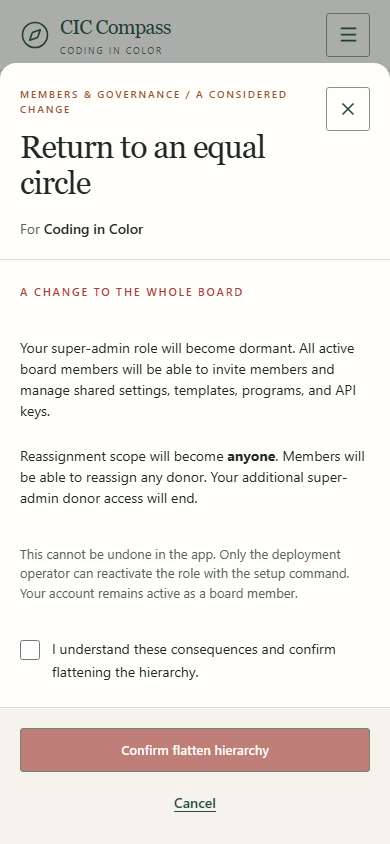 CIC Compass
CODING IN COLOR
MEMBERS & GOVERNANCE / A CONSIDERED
CHANGE
Return to an equal
circle
For Coding in Color
A CHANGE TO THE WHOLE BOARD
Your super-admin role will become dormant. All active
board members will be able to invite members and
manage shared settings, templates, programs, and API
keys.
Reassignment scope will become anyone. Members will
be able to reassign any donor. Your additional super-
admin donor access will end.
This cannot be undone in the app. Only the deployment
operator can reactivate the role with the setup command.
Your account remains active as a board member.
I understand these consequences and confirm
flattening the hierarchy.
Confirm flatten hierarchy
Cancel